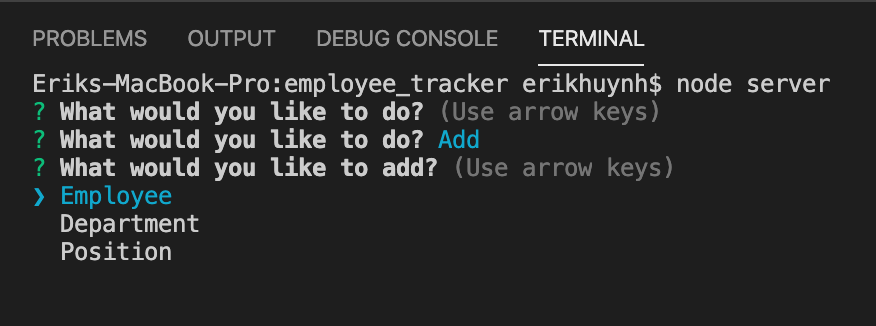 PROBLEMS OUTPUT DEBUG CONSOLE TERMINAL
Eriks-MacBook-Pro:employee_tracker erikhuynh$ node server
? What would you like to do? (Use arrow keys)
? What would you like to do? Add
? What would you like to add? (Use arrow keys)
❯ Employee
Department
Position